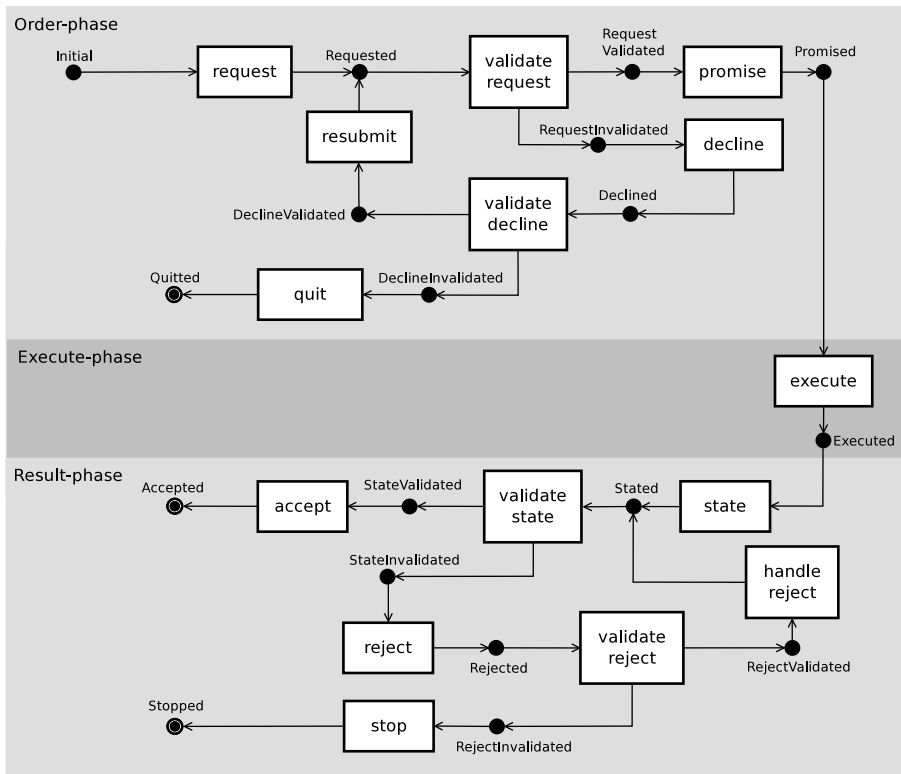 Order-phase
Initial
request
Requested
validate
request
Request
Validated
promise
Promised
resubmit
RequestInvalidated
decline
DeclineValidated
validate
decline
Declined
Quitted
quit
DeclineInvalidated
Execute-phase
execute
Executed
Result-phase
Accepted
accept
StateValidated
validate
state
Stated
state
StateInvalidated
handle
reject
reject
Rejected
validate
reject
RejectValidated
Stopped
stop
RejectInvalidated